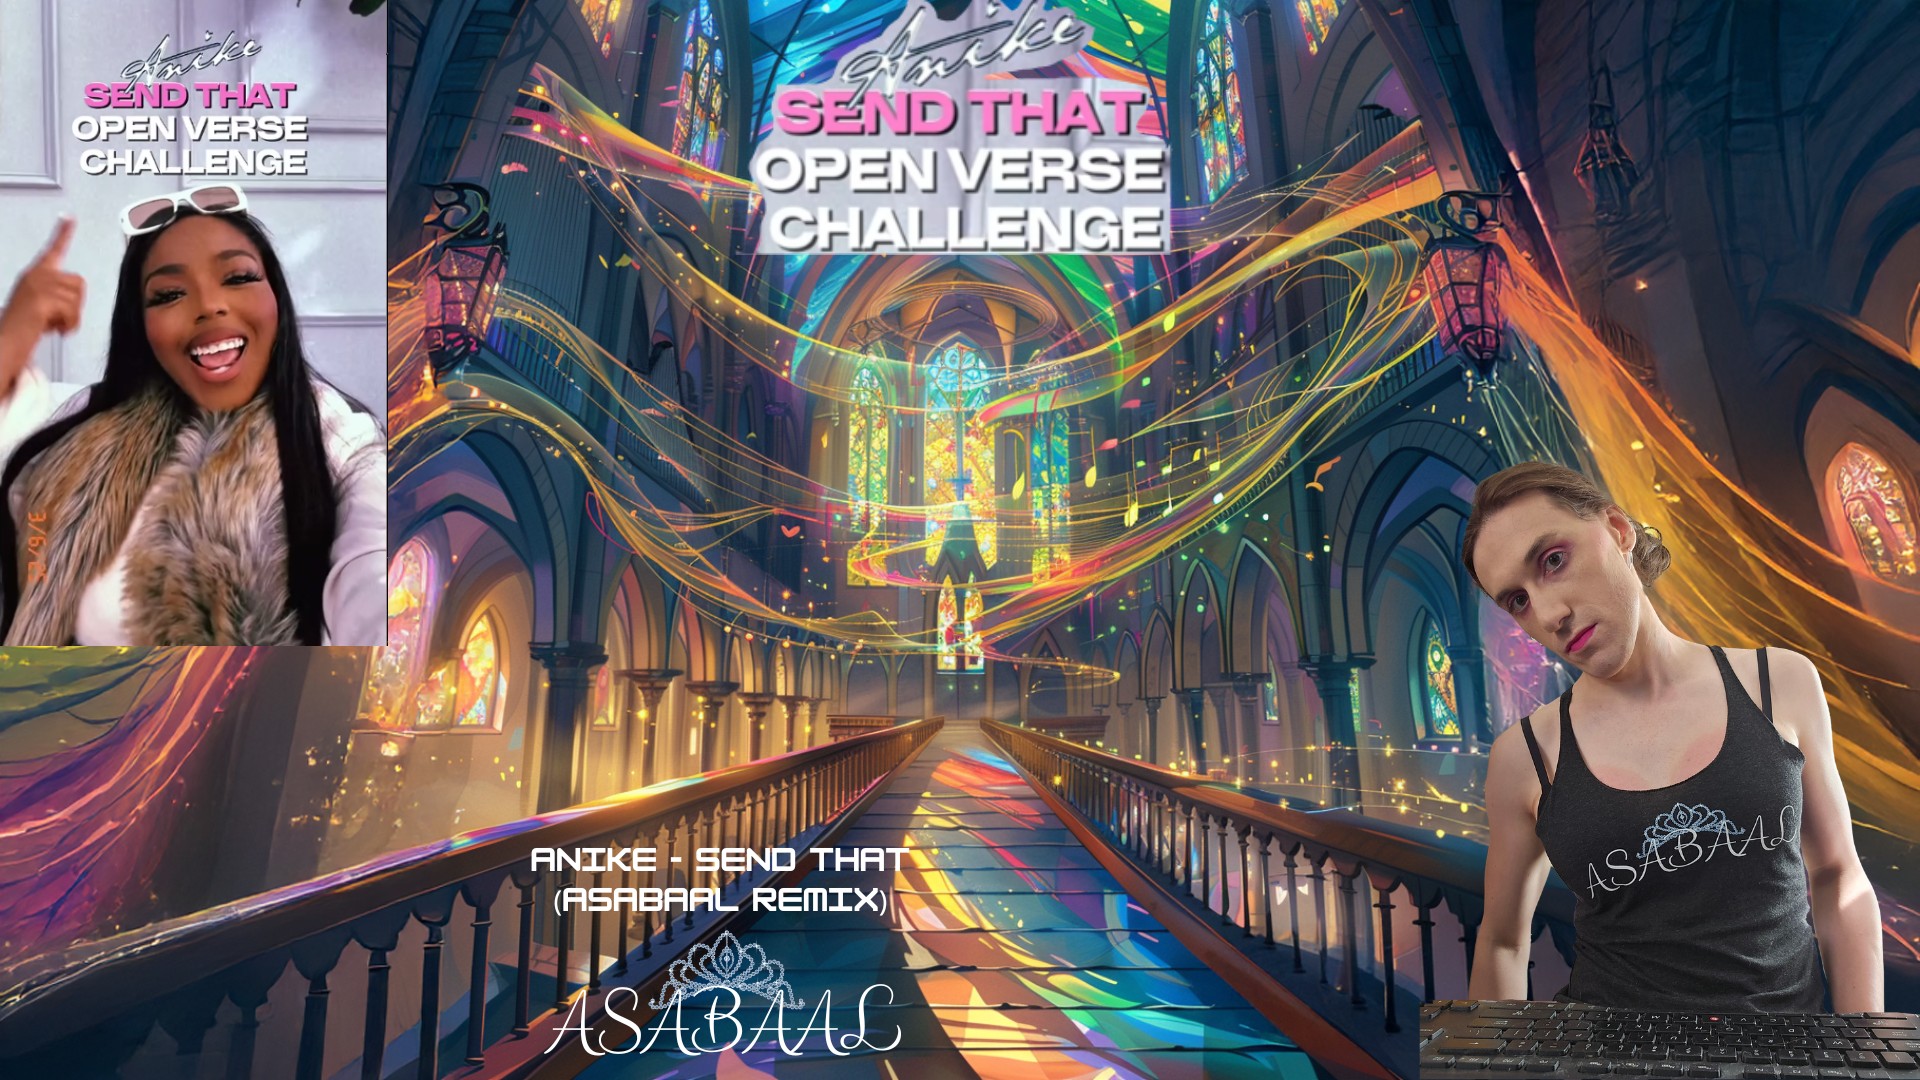 Anike
SEND THAT
OPEN VERSE
CHALLENGE
Anike
SEND THAT
OPEN VERSE
CHALLENGE
ASABAAL
ANIKE - SEND THAT
(ASABAAL REMIX)
ASABAAL